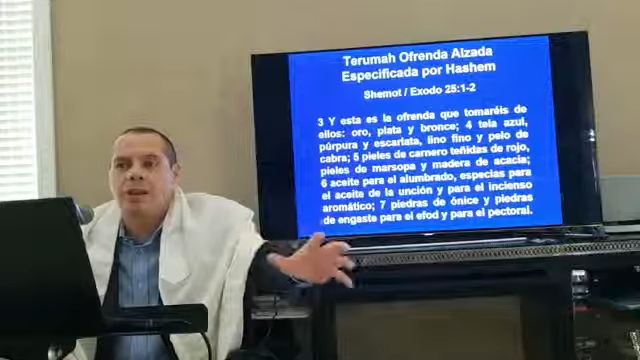 Terumah Ofrenda Alzada
Especificada por Hashem
Shemot / Exodo 25:1-2
3 Y esta es la ofrenda que tomaréis de
ellos: oro, plata y bronce; 4 tela azul,
púrpura y escarlata, lino fino y pelo de
cabra; 5 pieles de carnero teñidas de rojo,
pieles de marsopa y madera de acacia;
6 aceite para el alumbrado, especias para
el aceite de la unción y para el incienso
aromático; 7 piedras de ónice y piedras
de engaste para el efod y para el pectoral.